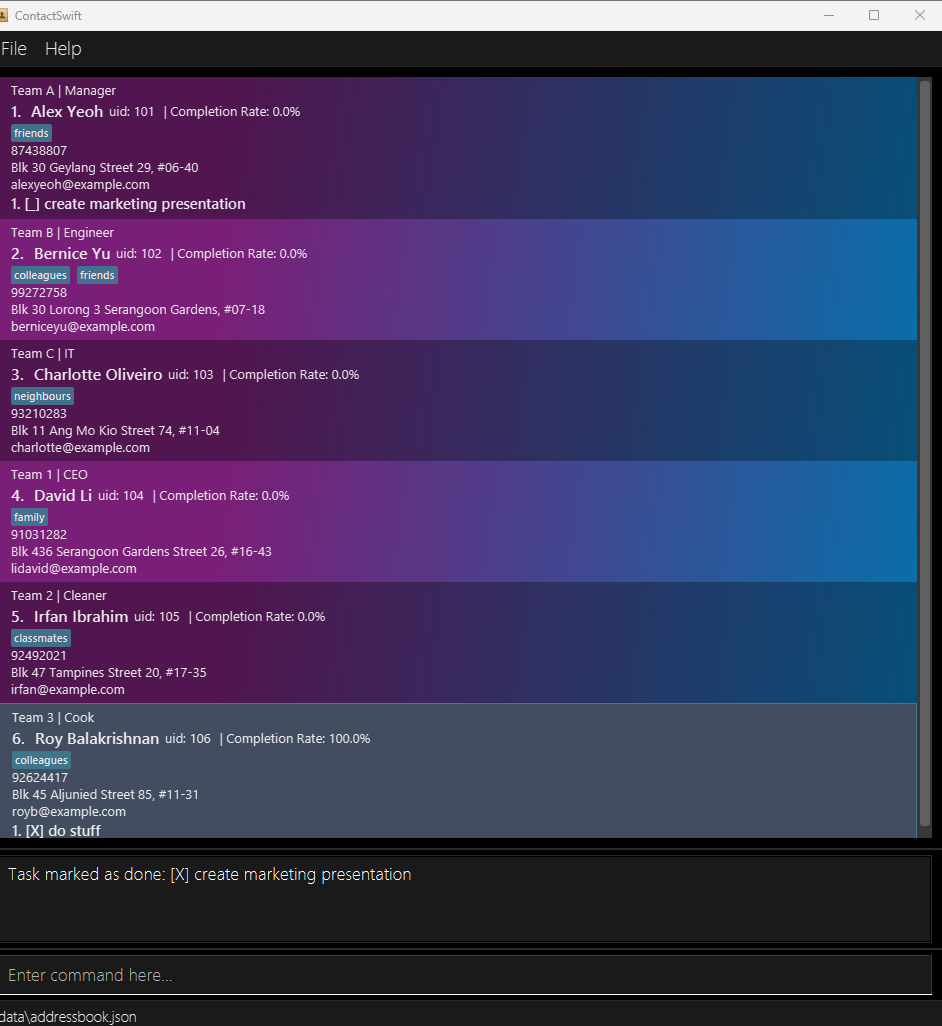 ContactSwift
File Help
Team A | Manager
1. Alex Yeoh uid: 101 | Completion Rate: 0.0%
friends
87438807
Blk 30 Geylang Street 29, #06-40
alexyeoh@example.com
1. [_] create marketing presentation
Team B | Engineer
2. Bernice Yu uid: 102 | Completion Rate: 0.0%
colleagues friends
99272758
Blk 30 Lorong 3 Serangoon Gardens, #07-18
berniceyu@example.com
Team C | IT
3. Charlotte Oliveiro uid: 103 | Completion Rate: 0.0%
neighbours
93210283
Blk 11 Ang Mo Kio Street 74, #11-04
charlotte@example.com
Team 1 | CEO
4. David Li uid: 104 | Completion Rate: 0.0%
family
91031282
Blk 436 Serangoon Gardens Street 26, #16-43
lidavid@example.com
Team 2 | Cleaner
5. Irfan Ibrahim uid: 105 | Completion Rate: 0.0%
classmates
92492021
Blk 47 Tampines Street 20, #17-35
irfan@example.com
Team 3 | Cook
6. Roy Balakrishnan uid: 106 | Completion Rate: 100.0%
colleagues
92624417
Blk 45 Aljunied Street 85, #11-31
royb@example.com
1. [X] do stuff
Task marked as done: [X] create marketing presentation
Enter command here...
data\addressbook.json